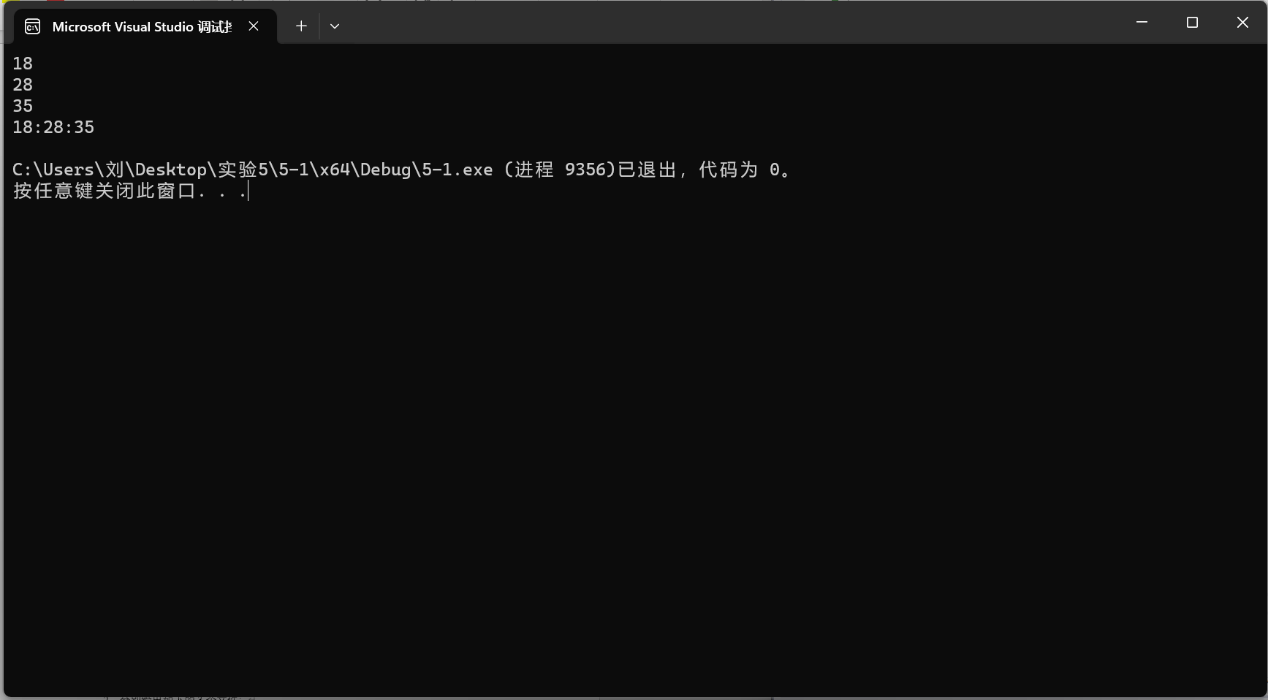 Microsoft Visual Studio 调试
18
28
35
18:28:35
C:\Users\刘\Desktop\实验5\5-1\x64\Debug\5-1.exe (进程 9356)已退出，代码为 0。
按任意键关闭此窗口. . .